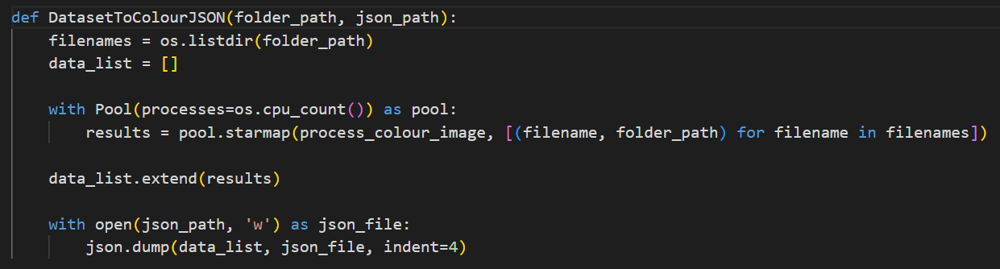 def DatasetToColourJSON(folder_path, json_path):
    filenames = os.listdir(folder_path)
    data_list = []

    with Pool(processes=os.cpu_count()) as pool:
        results = pool.starmap(process_colour_image, [(filename, folder_path) for filename in filenames])

    data_list.extend(results)

    with open(json_path, 'w') as json_file:
        json.dump(data_list, json_file, indent=4)